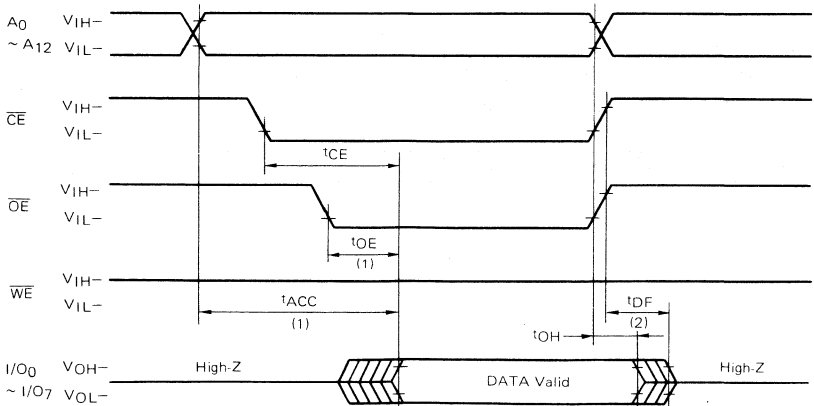 A0 VIH–
~ A12 VIL–
VIH–
CE
VIL–
tCE
VIH–
OE
VIL–
tOE
(1)
VIH–
WE
VIL–
tACC
(1)
tDF
(2)
tOH
I/O0 VOH– High-Z DATA Valid High-Z
~ I/O7 VOL–